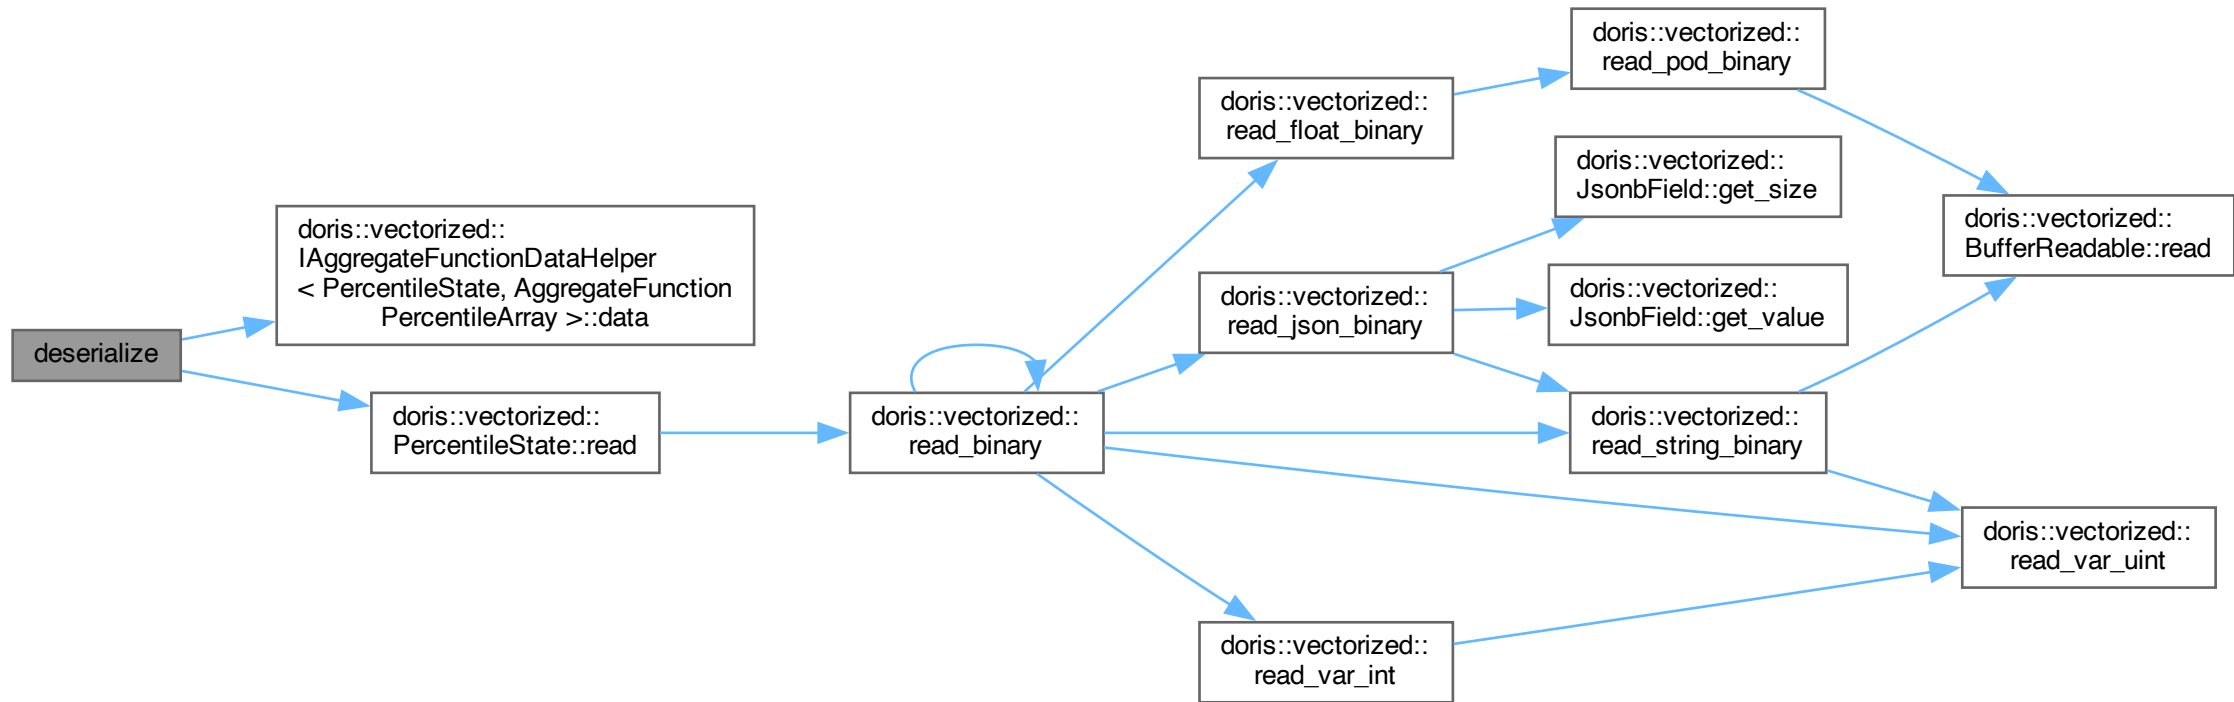 deserialize
doris::vectorized::
IAggregateFunctionDataHelper
< PercentileState, AggregateFunction
PercentileArray >::data
doris::vectorized::
PercentileState::read
doris::vectorized::
read_binary
doris::vectorized::
read_float_binary
doris::vectorized::
read_json_binary
doris::vectorized::
read_var_int
doris::vectorized::
read_pod_binary
doris::vectorized::
JsonbField::get_size
doris::vectorized::
JsonbField::get_value
doris::vectorized::
read_string_binary
doris::vectorized::
BufferReadable::read
doris::vectorized::
read_var_uint